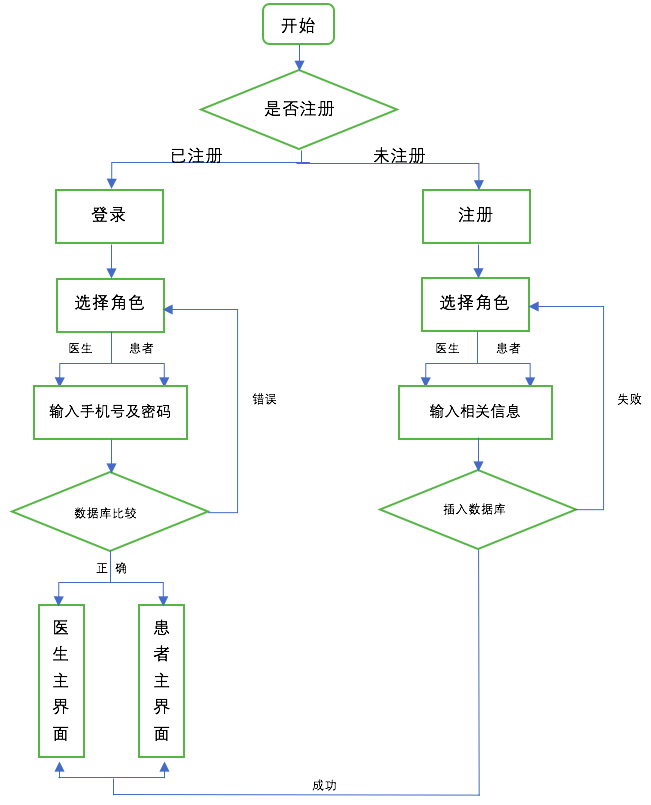 开始
是否注册
已注册
未注册
登录
注册
选择角色
选择角色
医生
患者
医生
患者
错误
失败
输入手机号及密码
输入相关信息
数据库比较
插入数据库
正 确
医生主界面
患者主界面
成功